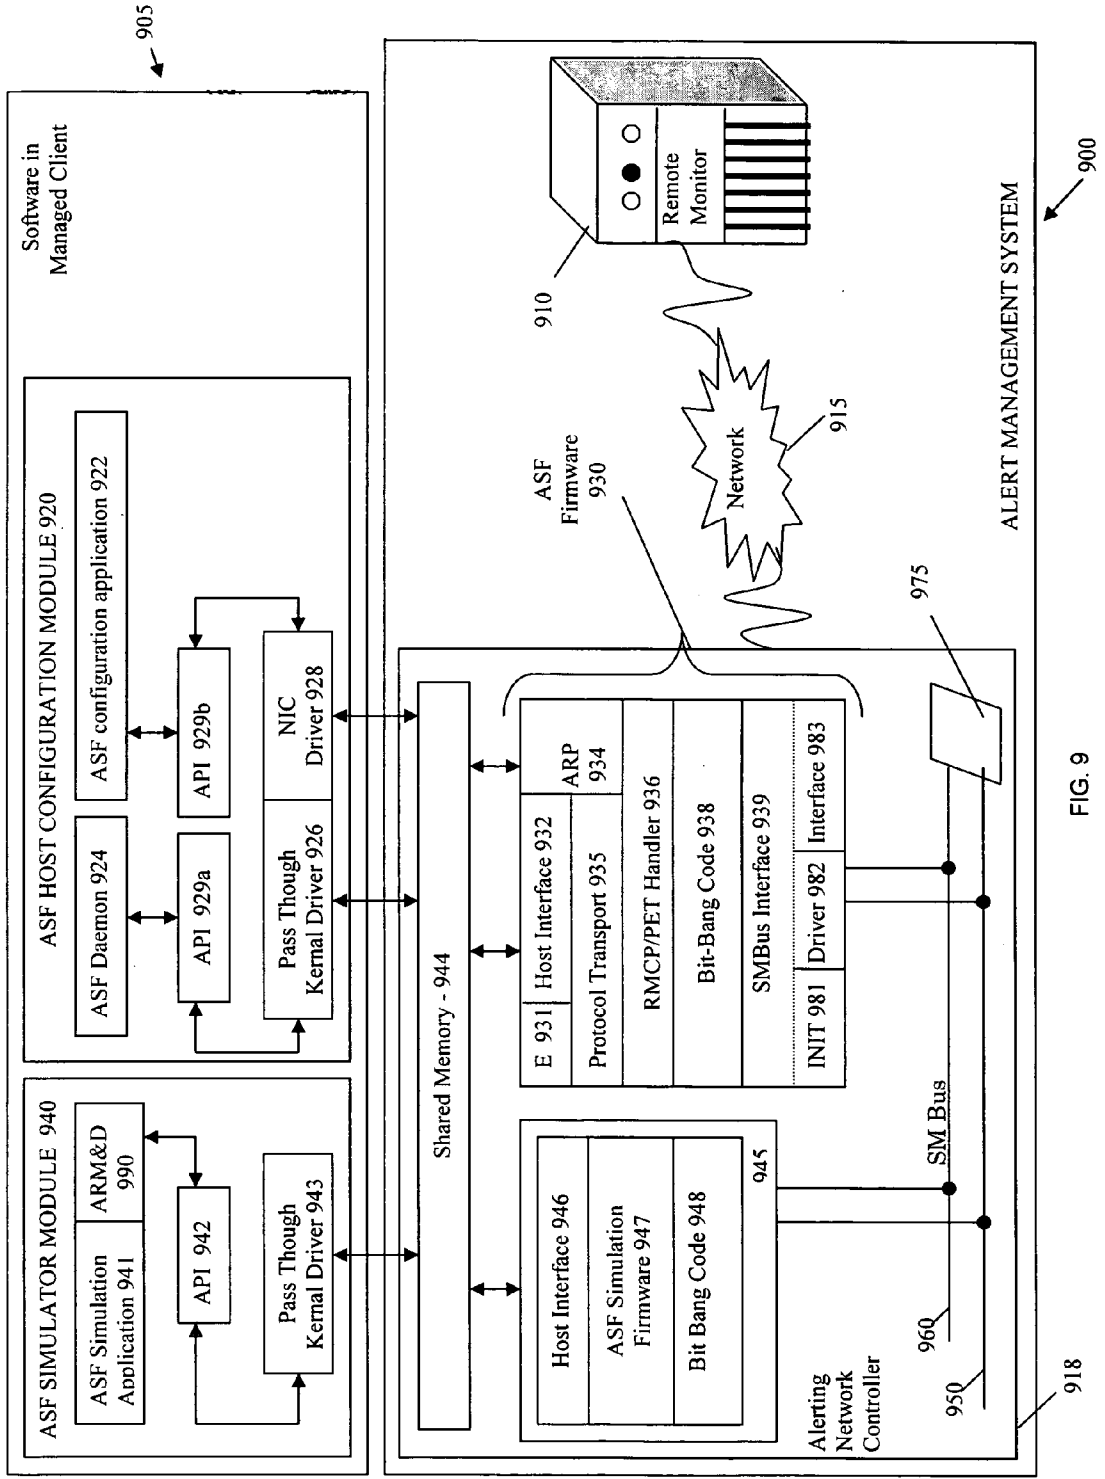 905
Software in
Managed Client
ASF SIMULATOR MODULE 940
ASF Simulation
Application 941
ARM&D
990
API 942
Pass Though
Kernal Driver 943
ASF HOST CONFIGURATION MODULE 920
ASF Daemon 924
ASF configuration application 922
API 929a
API 929b
Pass Though
Kernal Driver 926
NIC
Driver 928
Shared Memory - 944
Host Interface 946
ASF Simulation
Firmware 947
Bit Bang Code 948
945
E 931
Host Interface 932
ARP
934
Protocol Transport 935
RMCP/PET Handler 936
Bit-Bang Code 938
SMBus Interface 939
INIT 981
Driver 982
Interface 983
ASF
Firmware
930
910
Remote
Monitor
Network
915
Alerting
Network
Controller
SM Bus
960
950
975
918
ALERT MANAGEMENT SYSTEM
900
FIG. 9